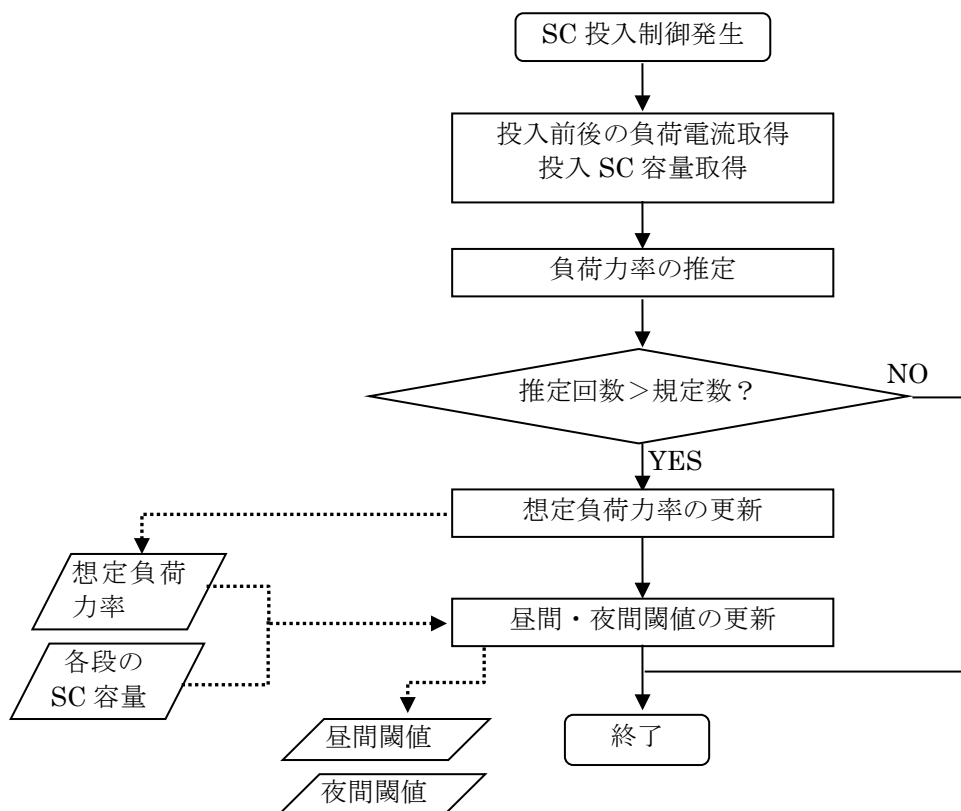 SC 投入制御発生
投入前後の負荷電流取得
投入 SC 容量取得
負荷力率の推定
推定回数＞規定数？
NO
YES
想定負荷力率の更新
想定負荷
力率
昼間・夜間閾値の更新
各段の
SC 容量
昼間閾値
終了
夜間閾値